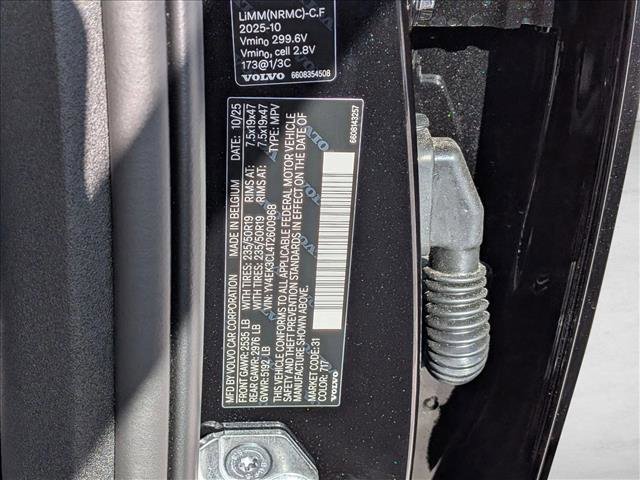 LiMM(NRMC)-C.F
2025-10
Vmin₀ 299.6V
Vmin₀, cell 2.8V
173@1/3C
VOLVO 6608354508
MFD BY VOLVO CAR CORPORATION MADE IN BELGIUM DATE: 10/25
FRONT GAWR: 2535 LB WITH TIRES: 235/50R19 RIMS AT: 7.5x19x47
REAR GAWR: 2976 LB WITH TIRES: 235/50R19 RIMS AT: 7.5x19x47
GVWR: 5192 LB VIN: YV4EK3CL4T2600968 TYPE: MPV
THIS VEHICLE CONFORMS TO ALL APPLICABLE FEDERAL MOTOR VEHICLE
SAFETY AND THEFT PREVENTION STANDARDS IN EFFECT ON THE DATE OF
MANUFACTURE SHOWN ABOVE.
MARKET CODE: 31
COLOR: 717
VOLVO 6608143257